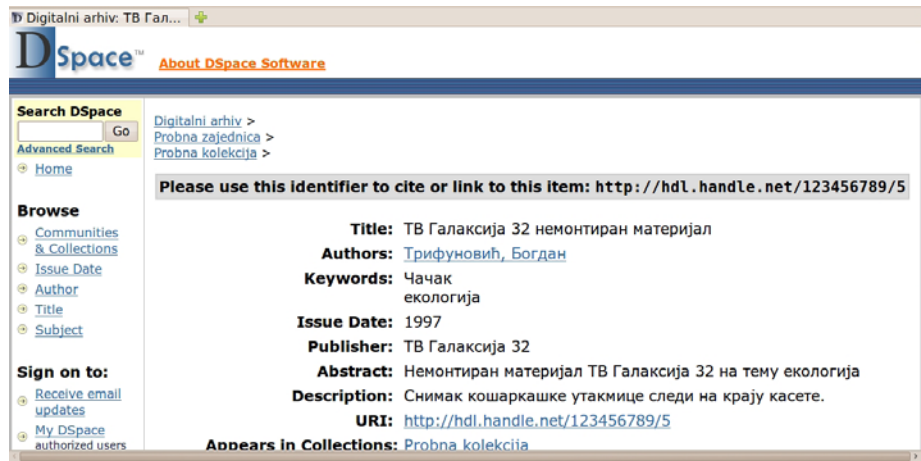 Digitalni arhiv: ТВ Гал...
DSpace™
About DSpace Software
Search DSpace
Go
Advanced Search
Home
Browse
Communities
& Collections
Issue Date
Author
Title
Subject
Sign on to:
Receive email
updates
My DSpace
authorized users
Digitalni arhiv >
Probna zajednica >
Probna kolekcija >
Please use this identifier to cite or link to this item: http://hdl.handle.net/123456789/5
Title: ТВ Галаксија 32 немонтиран материјал
Authors: Трифуновић, Богдан
Keywords: Чачак
екологија
Issue Date: 1997
Publisher: ТВ Галаксија 32
Abstract: Немонтиран материјал ТВ Галаксија 32 на тему екологија
Description: Снимак кошаркашке утакмице следи на крају касете.
URI: http://hdl.handle.net/123456789/5
Appears in Collections: Probna kolekcija